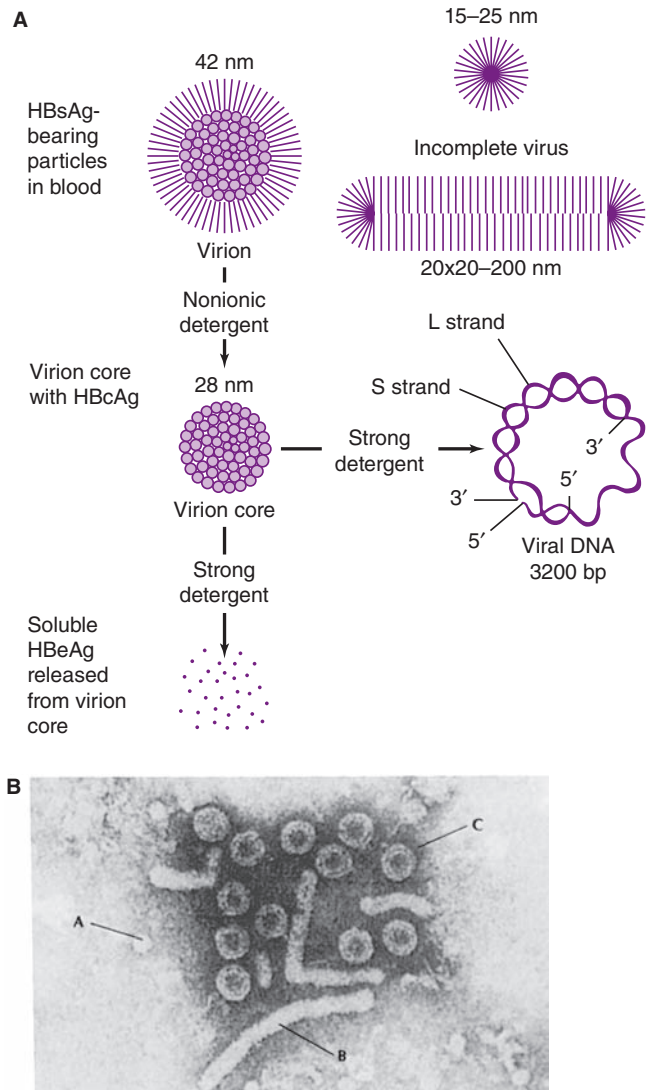 A
15–25 nm
42 nm
HBsAg-
bearing
particles
in blood
Incomplete virus
Virion
20x20–200 nm
Nonionic
detergent
L strand
Virion core
with HBcAg
28 nm
S strand
Strong
detergent
3′
5′
3′
5′
Virion core
Viral DNA
3200 bp
Strong
detergent
Soluble
HBeAg
released
from virion
core
B
C
A
B